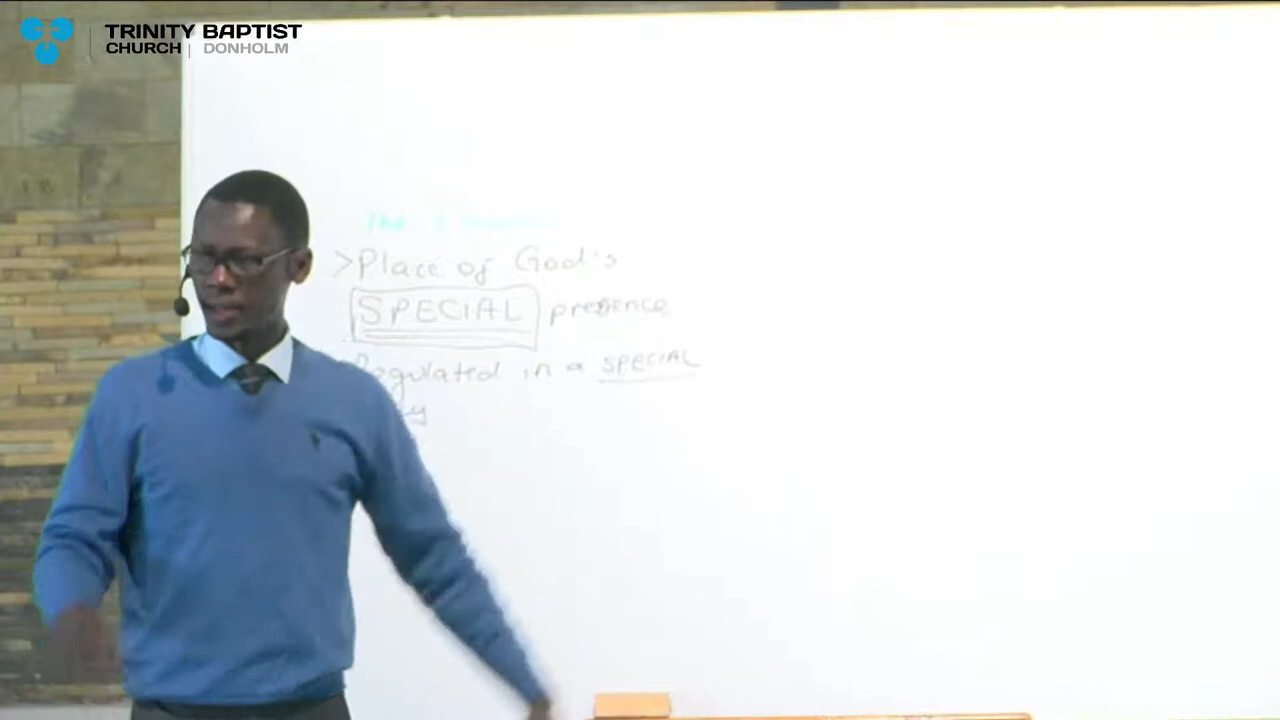 TRINITY BAPTIST
CHURCH | DONHOLM
>Place of God's
SPECIAL presence
Regulated in a SPECIAL